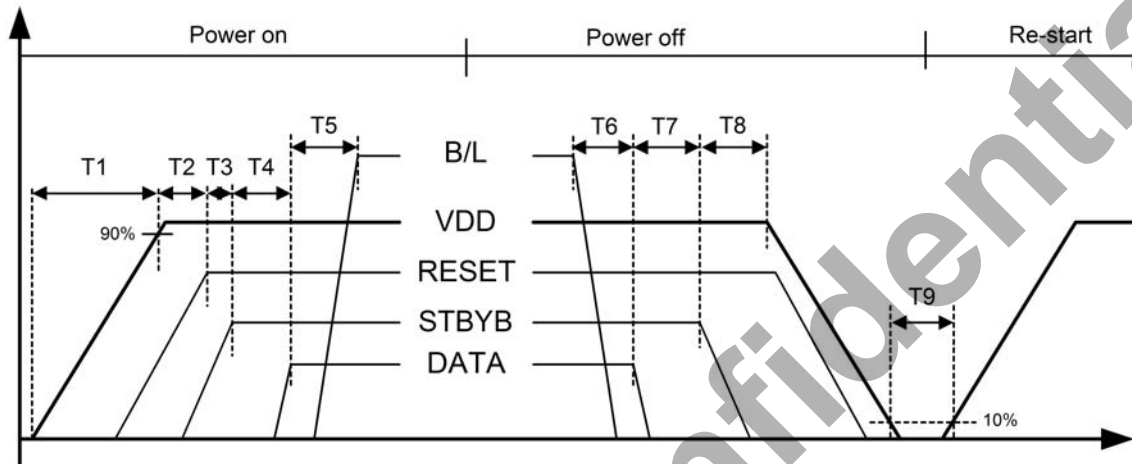 Power on
Power off
Re-start
T5
T6
T7
T8
B/L
T1
T2
T3
T4
VDD
90%
RESET
T9
STBYB
DATA
10%